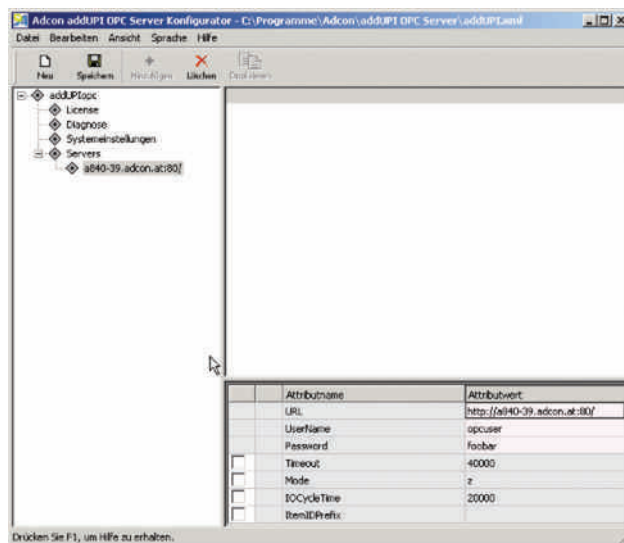 Adcon addUPI OPC Server Konfigurator - C:\Programme\Adcon\addUPI OPC Server\addUPI.xml
Datei Bearbeiten Ansicht Sprache Hilfe
Neu Speichern Hinzufügen Löschen Duplizieren
addUPIopc
License
Diagnose
Systemeinstellungen
Servers
a840-39.adcon.at:80/
Attributname Attributwert
URL http://a840-39.adcon.at:80/
UserName opcuser
Password foobar
Timeout 40000
Mode z
IOCycleTime 20000
ItemIDPrefix
Drücken Sie F1, um Hilfe zu erhalten.